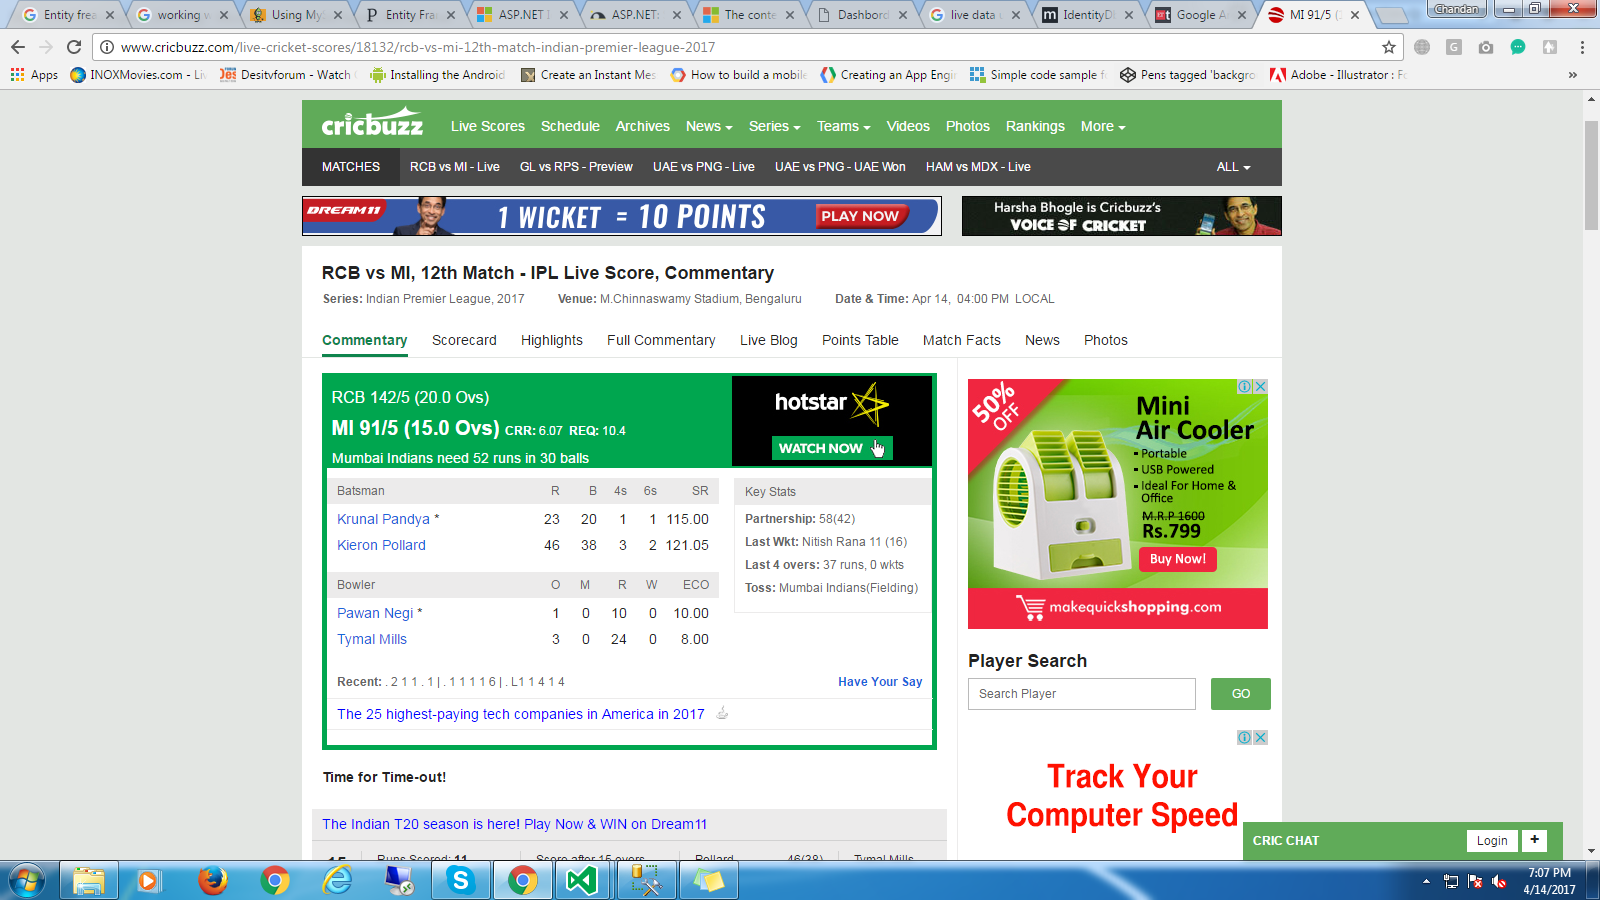 Entity frea
working w
Using MyS
Entity Fra
ASP.NET I
ASP.NET:
The conte
Dashbord
live data u
IdentityDb
Google A
MI 91/5 (
Chandan
www.cricbuzz.com/live-cricket-scores/18132/rcb-vs-mi-12th-match-indian-premier-league-2017
Apps
INOXMovies.com - Liv
Desitvforum - Watch
Installing the Android
Create an Instant Mes
How to build a mobile
Creating an App Engi
Simple code sample f
Pens tagged 'backgro
Adobe - Illustrator : Fo
cricbuzz
Live Scores
Schedule
Archives
News
Series
Teams
Videos
Photos
Rankings
More
MATCHES
RCB vs MI - Live
GL vs RPS - Preview
UAE vs PNG - Live
UAE vs PNG - UAE Won
HAM vs MDX - Live
ALL
DREAM11
1 WICKET = 10 POINTS
PLAY NOW
Harsha Bhogle is Cricbuzz's
VOICE OF CRICKET
RCB vs MI, 12th Match - IPL Live Score, Commentary
Series: Indian Premier League, 2017
Venue: M.Chinnaswamy Stadium, Bengaluru
Date & Time: Apr 14, 04:00 PM LOCAL
Commentary
Scorecard
Highlights
Full Commentary
Live Blog
Points Table
Match Facts
News
Photos
RCB 142/5 (20.0 Ovs)
MI 91/5 (15.0 Ovs) CRR: 6.07 REQ: 10.4
Mumbai Indians need 52 runs in 30 balls
hotstar
WATCH NOW
Batsman R B 4s 6s SR
Krunal Pandya * 23 20 1 1 115.00
Kieron Pollard 46 38 3 2 121.05
Bowler O M R W ECO
Pawan Negi * 1 0 10 0 10.00
Tymal Mills 3 0 24 0 8.00
Key Stats
Partnership: 58(42)
Last Wkt: Nitish Rana 11 (16)
Last 4 overs: 37 runs, 0 wkts
Toss: Mumbai Indians(Fielding)
Recent: . 2 1 1 . 1 | . 1 1 1 1 6 | . L1 1 4 1 4
Have Your Say
The 25 highest-paying tech companies in America in 2017
Time for Time-out!
The Indian T20 season is here! Play Now & WIN on Dream11
15
Runs Scored: 11
Score after 15 overs
Pollard
46(38)
Tymal Mills
50% OFF
Mini
Air Cooler
Portable
USB Powered
Ideal For Home &
Office
M.R.P 1600
Rs.799
Buy Now!
makequickshopping.com
Player Search
Search Player
GO
Track Your
Computer Speed
CRIC CHAT
Login
+
7:07 PM
4/14/2017